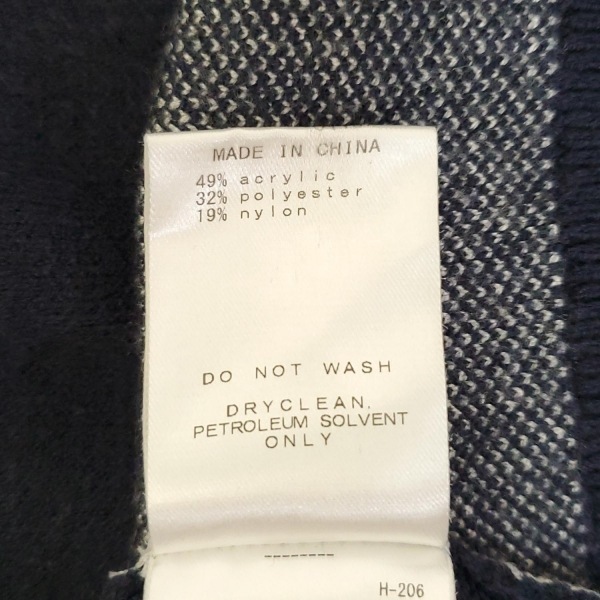 MADE IN CHINA
49% acrylic
32% polyester
19% nylon
DO NOT WASH
DRYCLEAN,
PETROLEUM SOLVENT
ONLY
--------
H-206